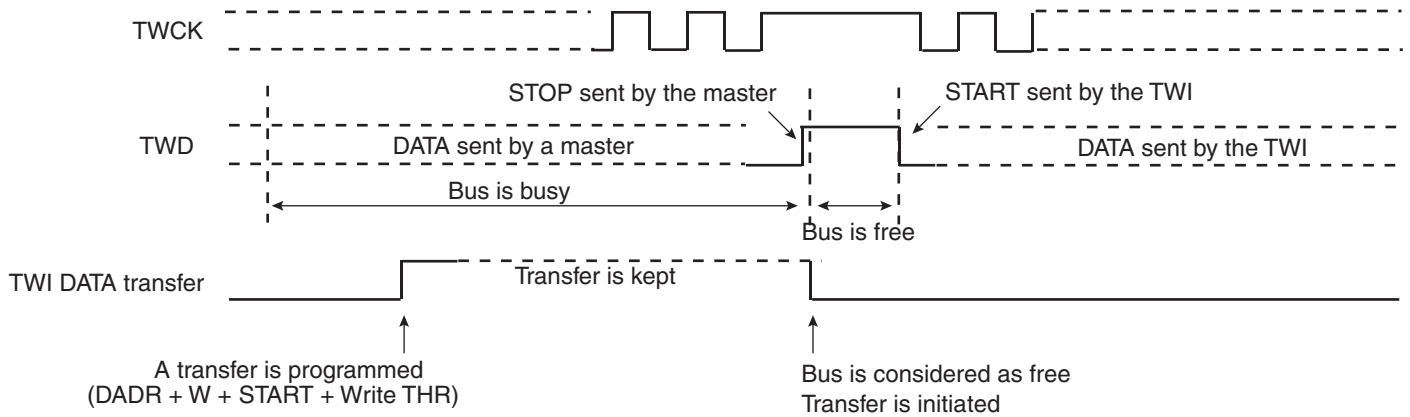 TWCK
STOP sent by the master
START sent by the TWI
TWD
DATA sent by a master
DATA sent by the TWI
Bus is busy
Bus is free
TWI DATA transfer
Transfer is kept
A transfer is programmed
(DADR + W + START + Write THR)
Bus is considered as free
Transfer is initiated